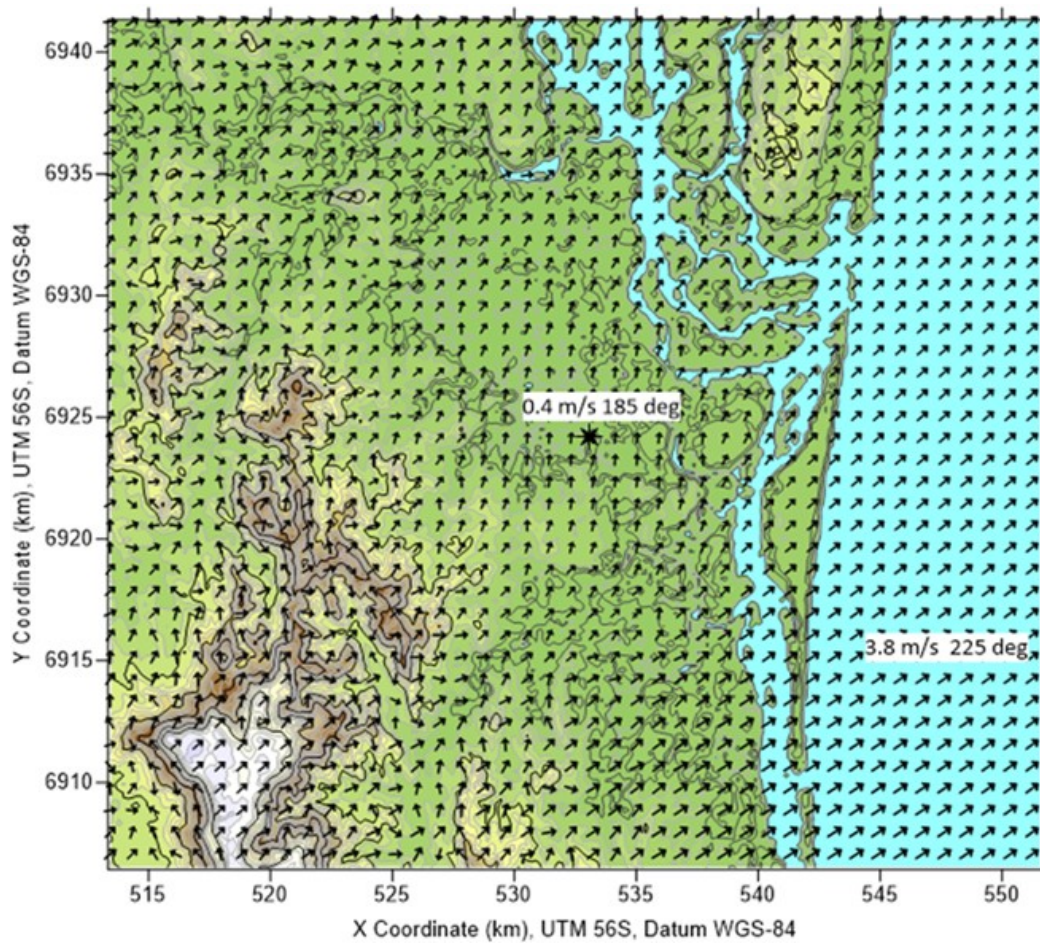 6940
6935
6930
6925
6920
6915
6910
Y Coordinate (km), UTM 56S, Datum WGS-84
0.4 m/s 185 deg
3.8 m/s 225 deg
515 520 525 530 535 540 545 550
X Coordinate (km), UTM 56S, Datum WGS-84